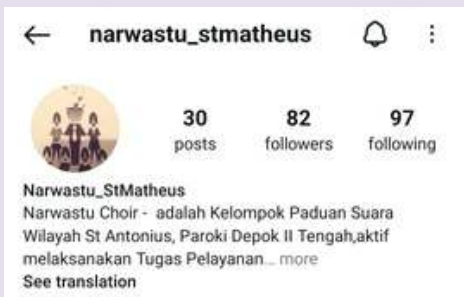 narwastu_stmatheus
30 82 97
posts followers following
Narwastu_StMatheus
Narwastu Choir - adalah Kelompok Paduan Suara
Wilayah St Antonius, Paroki Depok II Tengah,aktif
melaksanakan Tugas Pelayanan... more
See translation